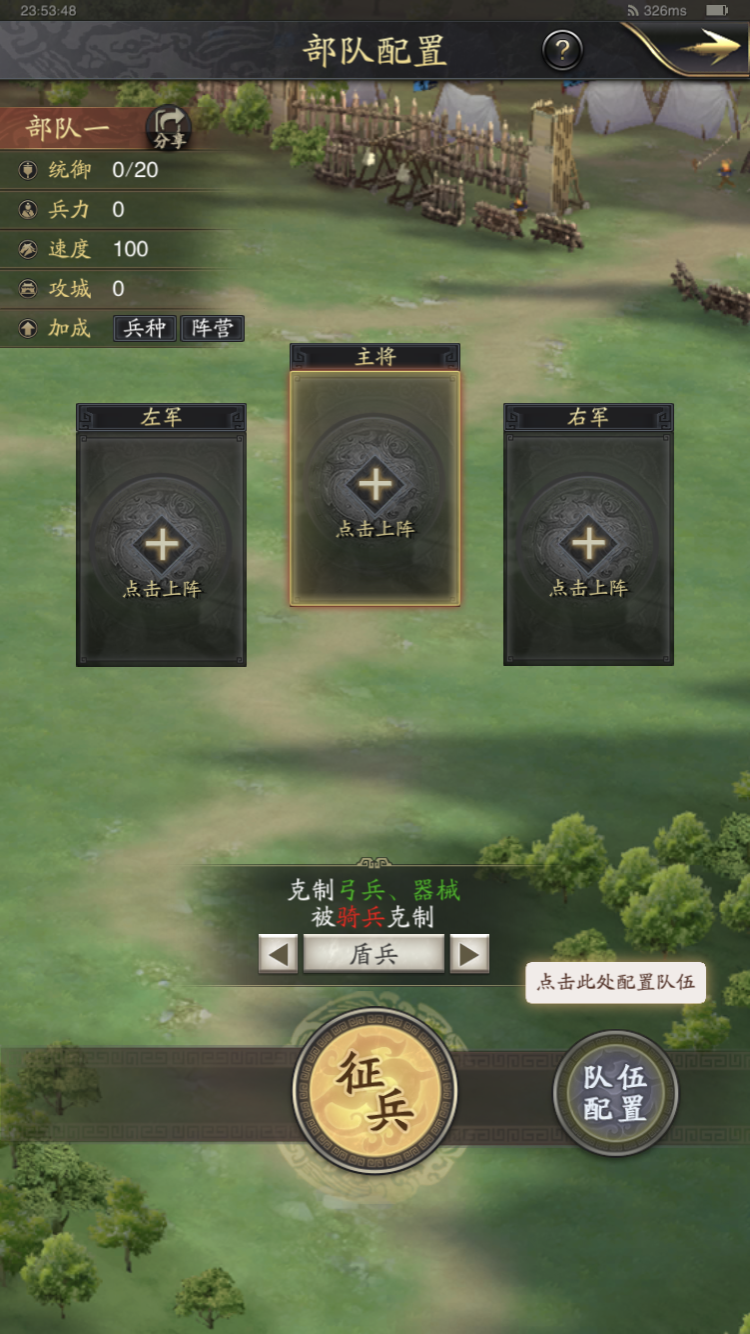 23:53:48
326ms
部队配置
?
部队一
分享
统御 0/20
兵力 0
速度 100
攻城 0
加成 兵种 阵营
主将
左军
右军
点击上阵
点击上阵
点击上阵
克制弓兵、器械
被骑兵克制
盾兵
点击此处配置队伍
征兵
队伍
配置